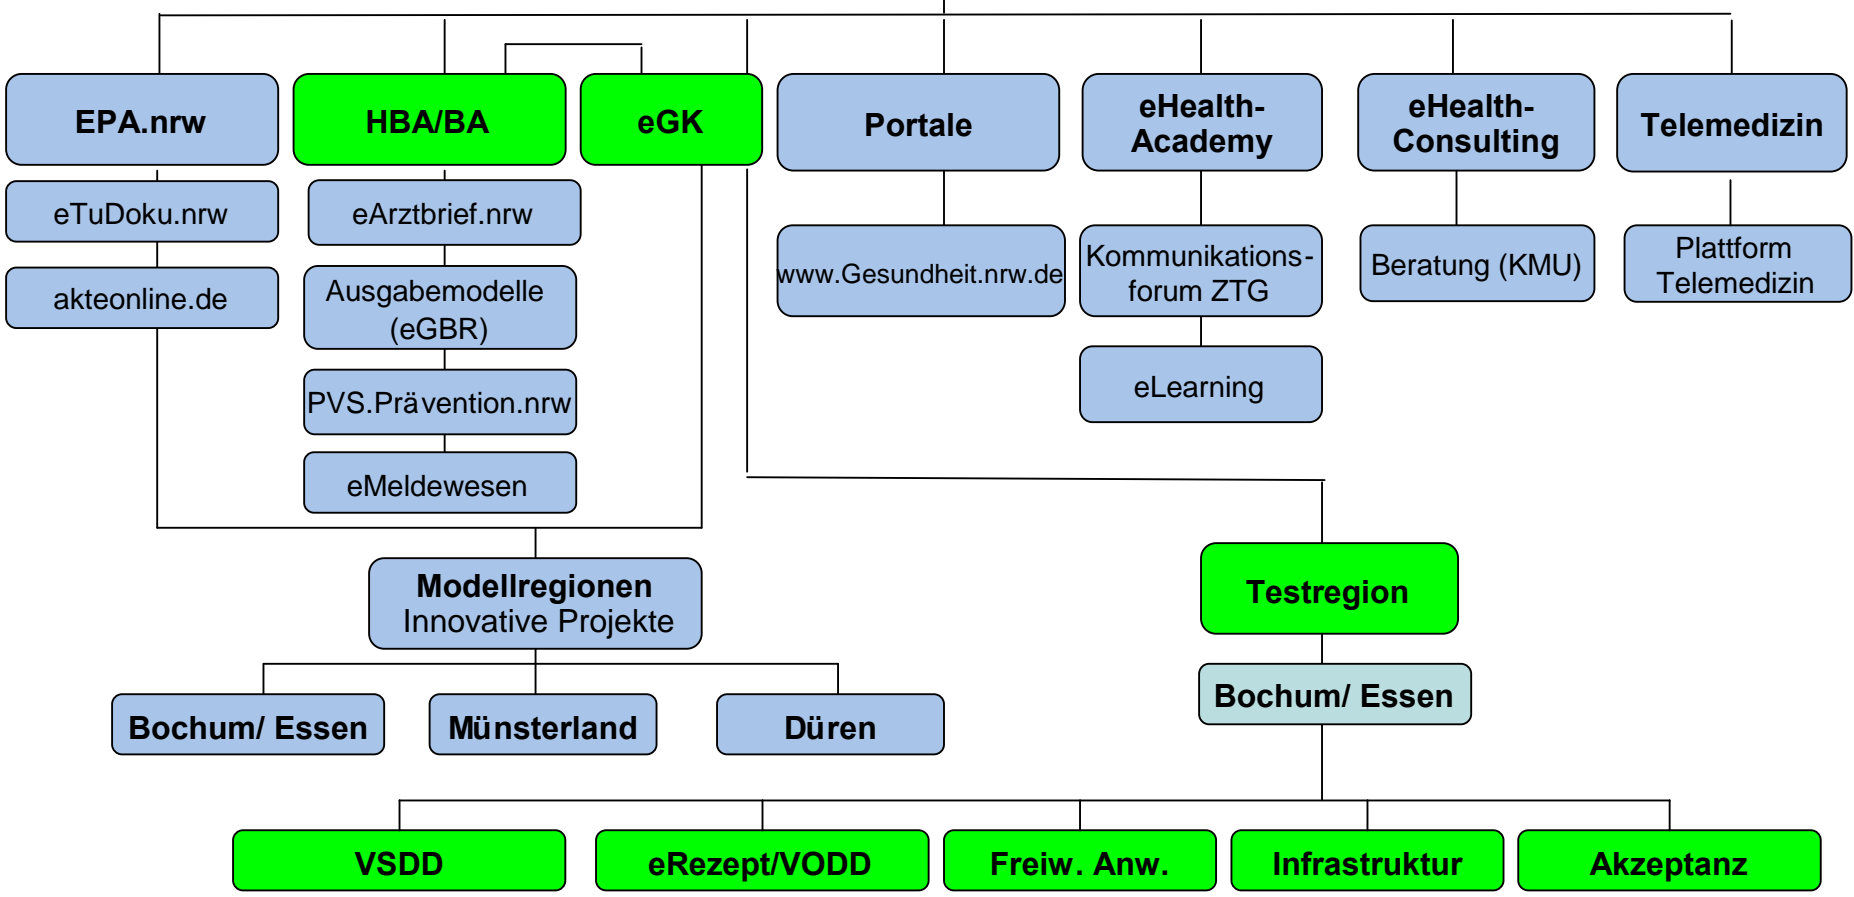 EPA.nrw
HBA/BA
eGK
Portale
eHealth-
Academy
eHealth-
Consulting
Telemedizin
eTuDoku.nrw
eArztbrief.nrw
www.Gesundheit.nrw.de
Kommunikations-
forum ZTG
Beratung (KMU)
Plattform
Telemedizin
akteonline.de
Ausgabemodelle
(eGBR)
PVS.Prävention.nrw
eLearning
eMeldewesen
Modellregionen
Innovative Projekte
Testregion
Bochum/ Essen
Münsterland
Düren
Bochum/ Essen
VSDD
eRezept/VODD
Freiw. Anw.
Infrastruktur
Akzeptanz